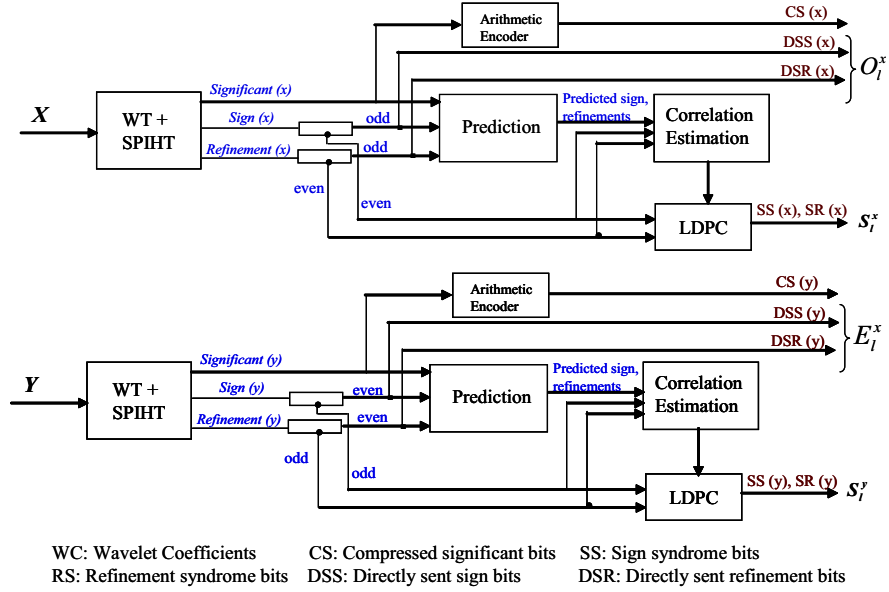 Arithmetic
Encoder
CS (x)
DSS (x)
DSR (x)
O_l^x
X
WT +
SPIHT
Significant (x)
Sign (x)
Refinement (x)
odd
odd
even
even
Prediction
Predicted sign,
refinements
Correlation
Estimation
LDPC
SS (x), SR (x)
S_l^x
Arithmetic
Encoder
CS (y)
DSS (y)
DSR (y)
E_l^x
Y
WT +
SPIHT
Significant (y)
Sign (y)
Refinement (y)
even
even
odd
odd
Prediction
Predicted sign,
refinements
Correlation
Estimation
LDPC
SS (y), SR (y)
S_l^y
WC: Wavelet Coefficients CS: Compressed significant bits SS: Sign syndrome bits
RS: Refinement syndrome bits DSS: Directly sent sign bits DSR: Directly sent refinement bits